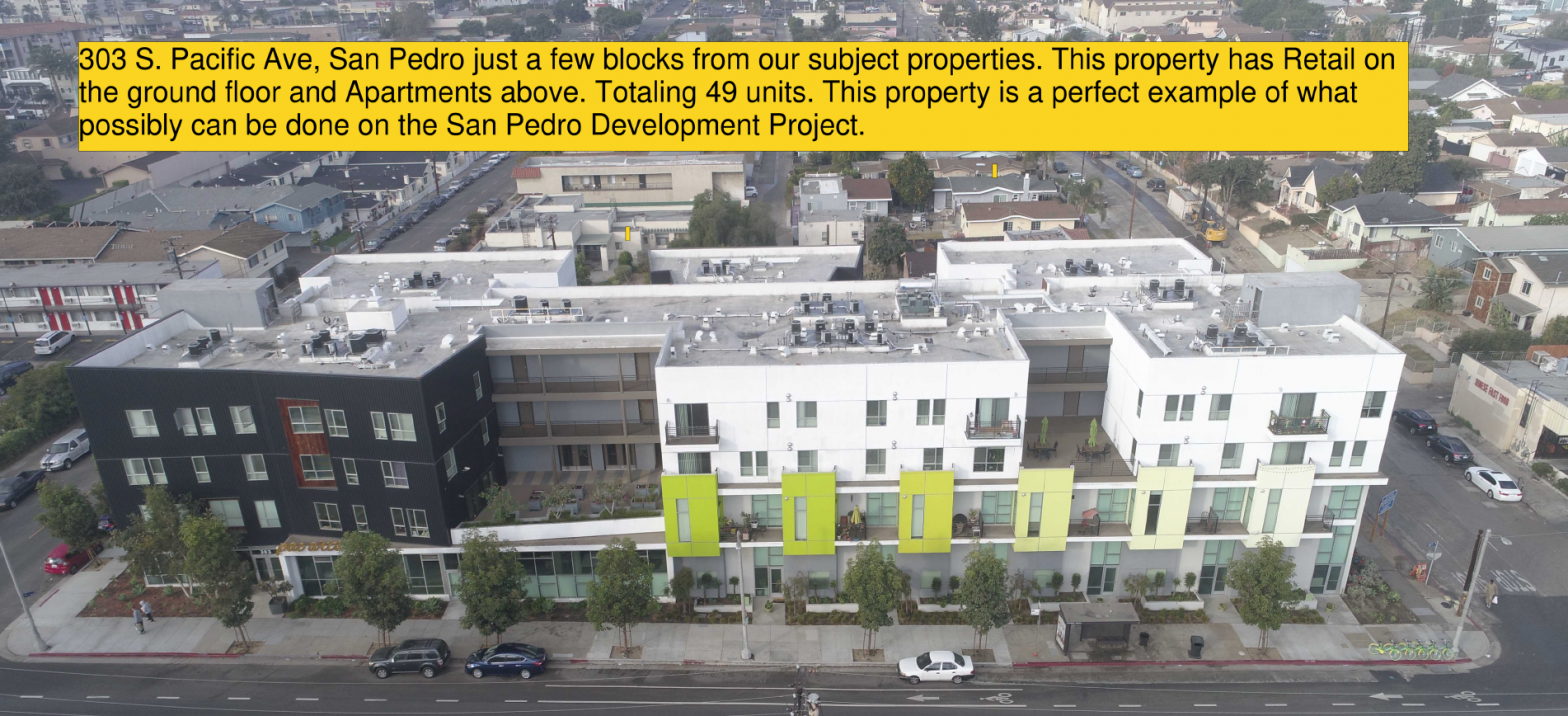 303 S. Pacific Ave, San Pedro just a few blocks from our subject properties. This property has Retail on
the ground floor and Apartments above. Totaling 49 units. This property is a perfect example of what
possibly can be done on the San Pedro Development Project.